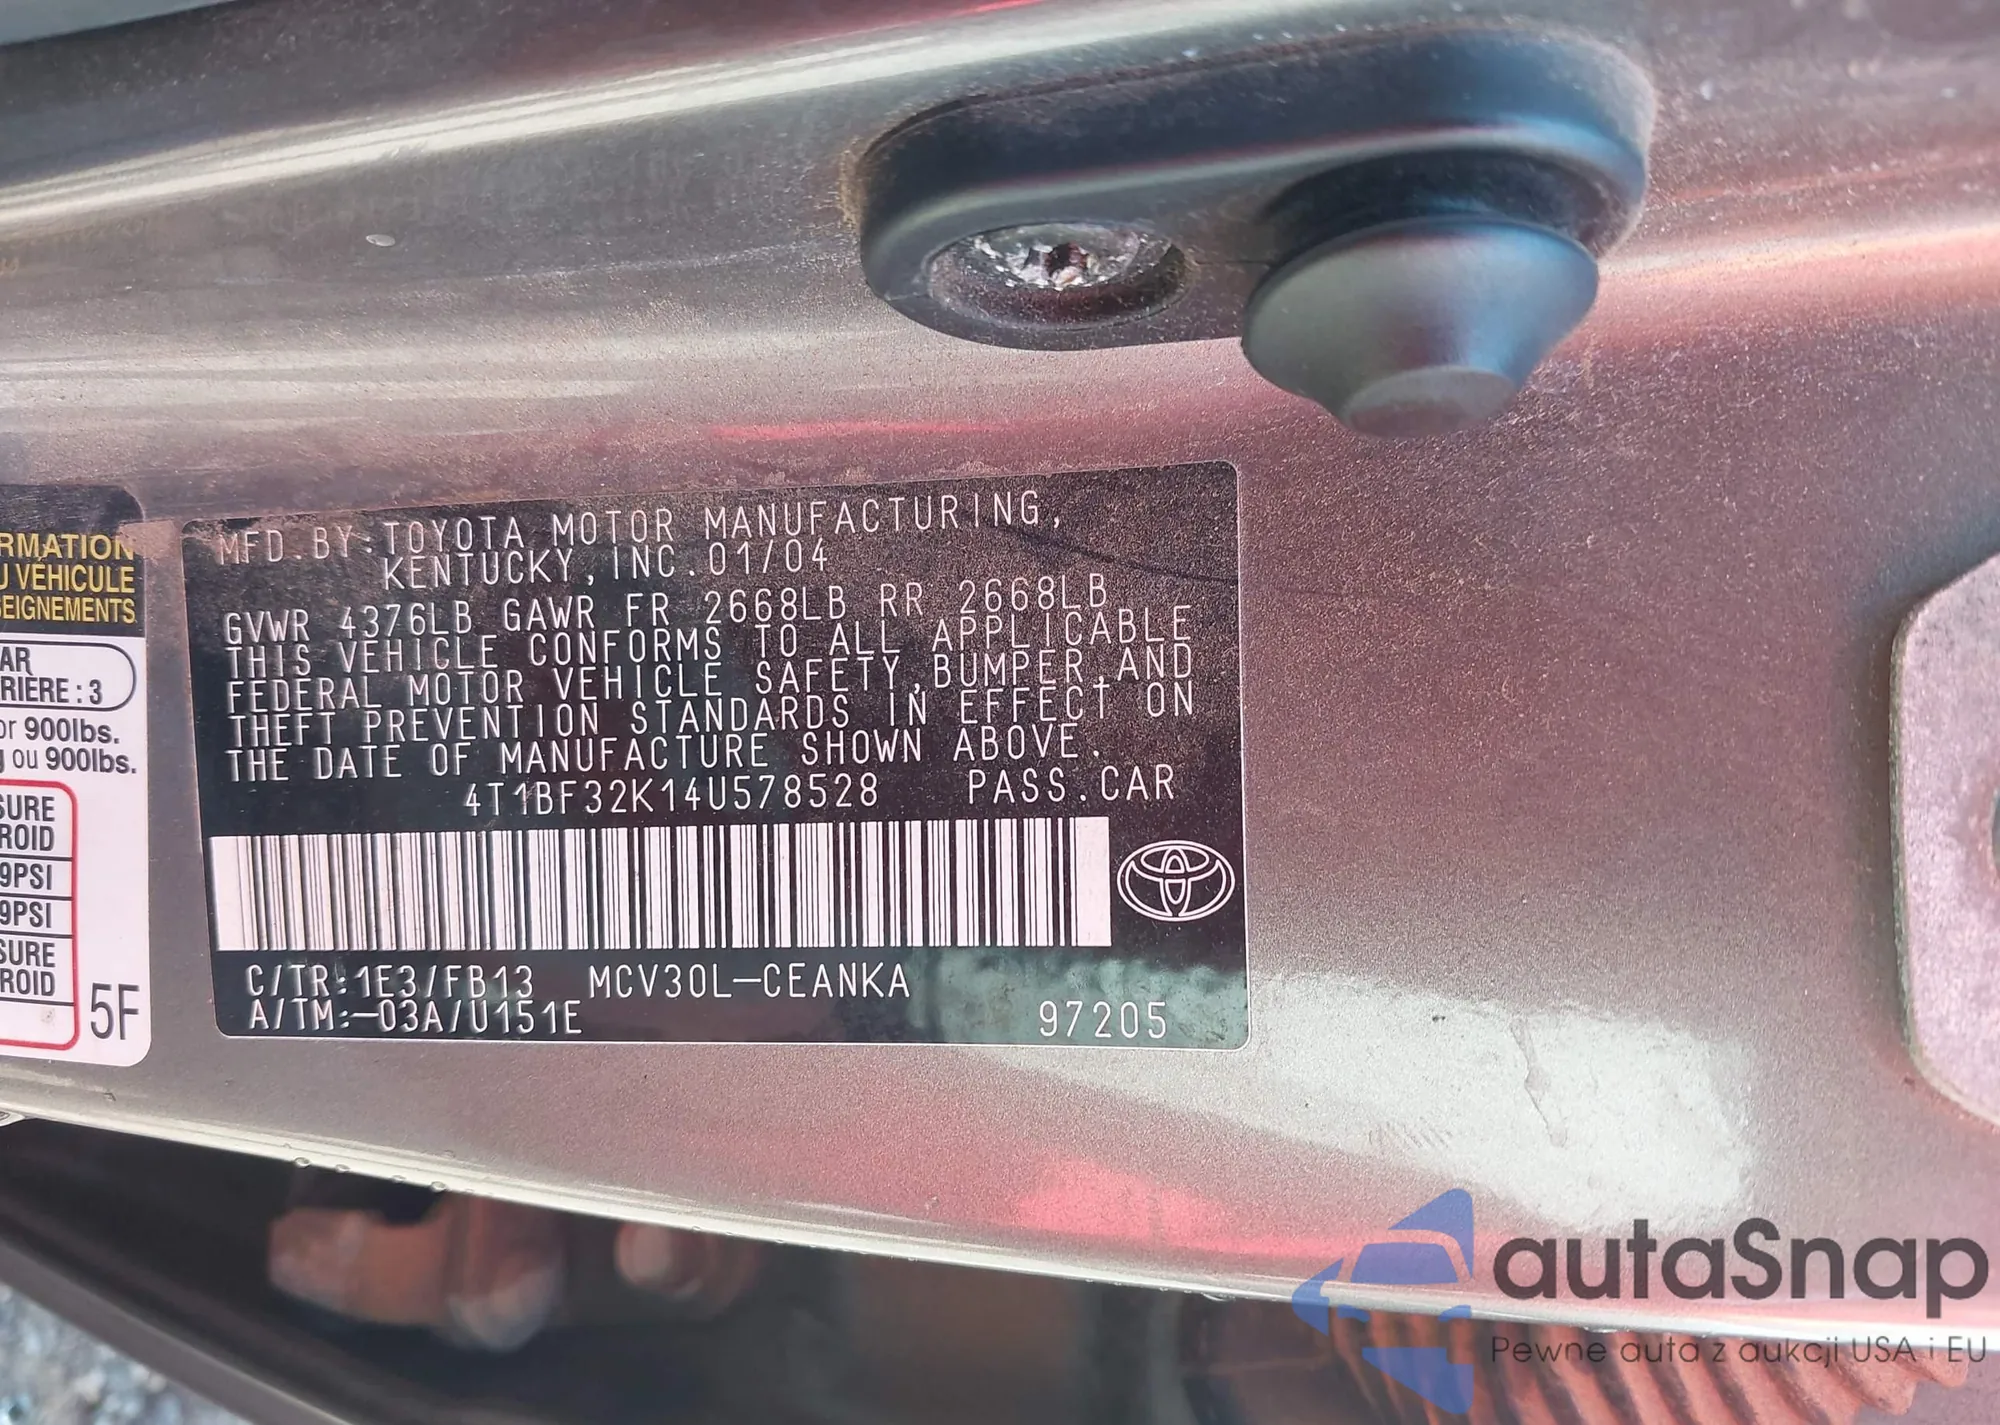 RMATION
U VÉHICULE
SEIGNEMENTS
AR
RIERE : 3
or 900lbs.
ou 900lbs.
SURE
ROID
9PSI
9PSI
SURE
ROID
5F
MFD.BY:TOYOTA MOTOR MANUFACTURING,
KENTUCKY,INC.01/04
GVWR 4376LB GAWR FR 2668LB RR 2668LB
THIS VEHICLE CONFORMS TO ALL APPLICABLE
FEDERAL MOTOR VEHICLE SAFETY,BUMPER,AND
THEFT PREVENTION STANDARDS IN EFFECT ON
THE DATE OF MANUFACTURE SHOWN ABOVE.
4T1BF32K14U578528 PASS.CAR
C/TR:1E3/FB13 MCV30L-CEANKA
A/TM:-03A/U151E 97205
autaSnap
Pewne auta z aukcji USA i EU